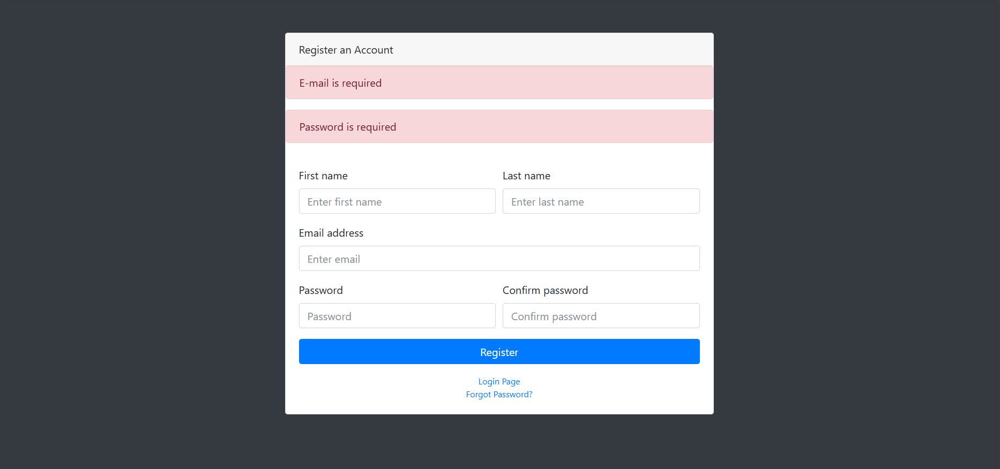 Register an Account
E-mail is required
Password is required
First name Last name
Enter first name Enter last name
Email address
Enter email
Password Confirm password
Password Confirm password
Register
Login Page
Forgot Password?